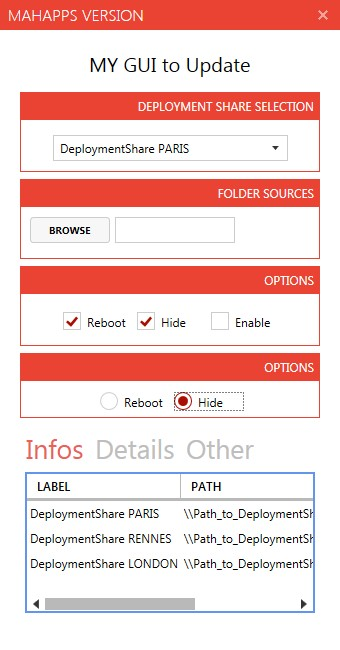 MAHAPPS VERSION
MY GUI to Update
DEPLOYMENT SHARE SELECTION
DeploymentShare PARIS
FOLDER SOURCES
BROWSE
OPTIONS
Reboot Hide Enable
OPTIONS
Reboot Hide
Infos Details Other
LABEL PATH
DeploymentShare PARIS \\Path_to_DeploymentSh
DeploymentShare RENNES \\Path_to_DeploymentSh
DeploymentShare LONDON \\Path_to_DeploymentSh